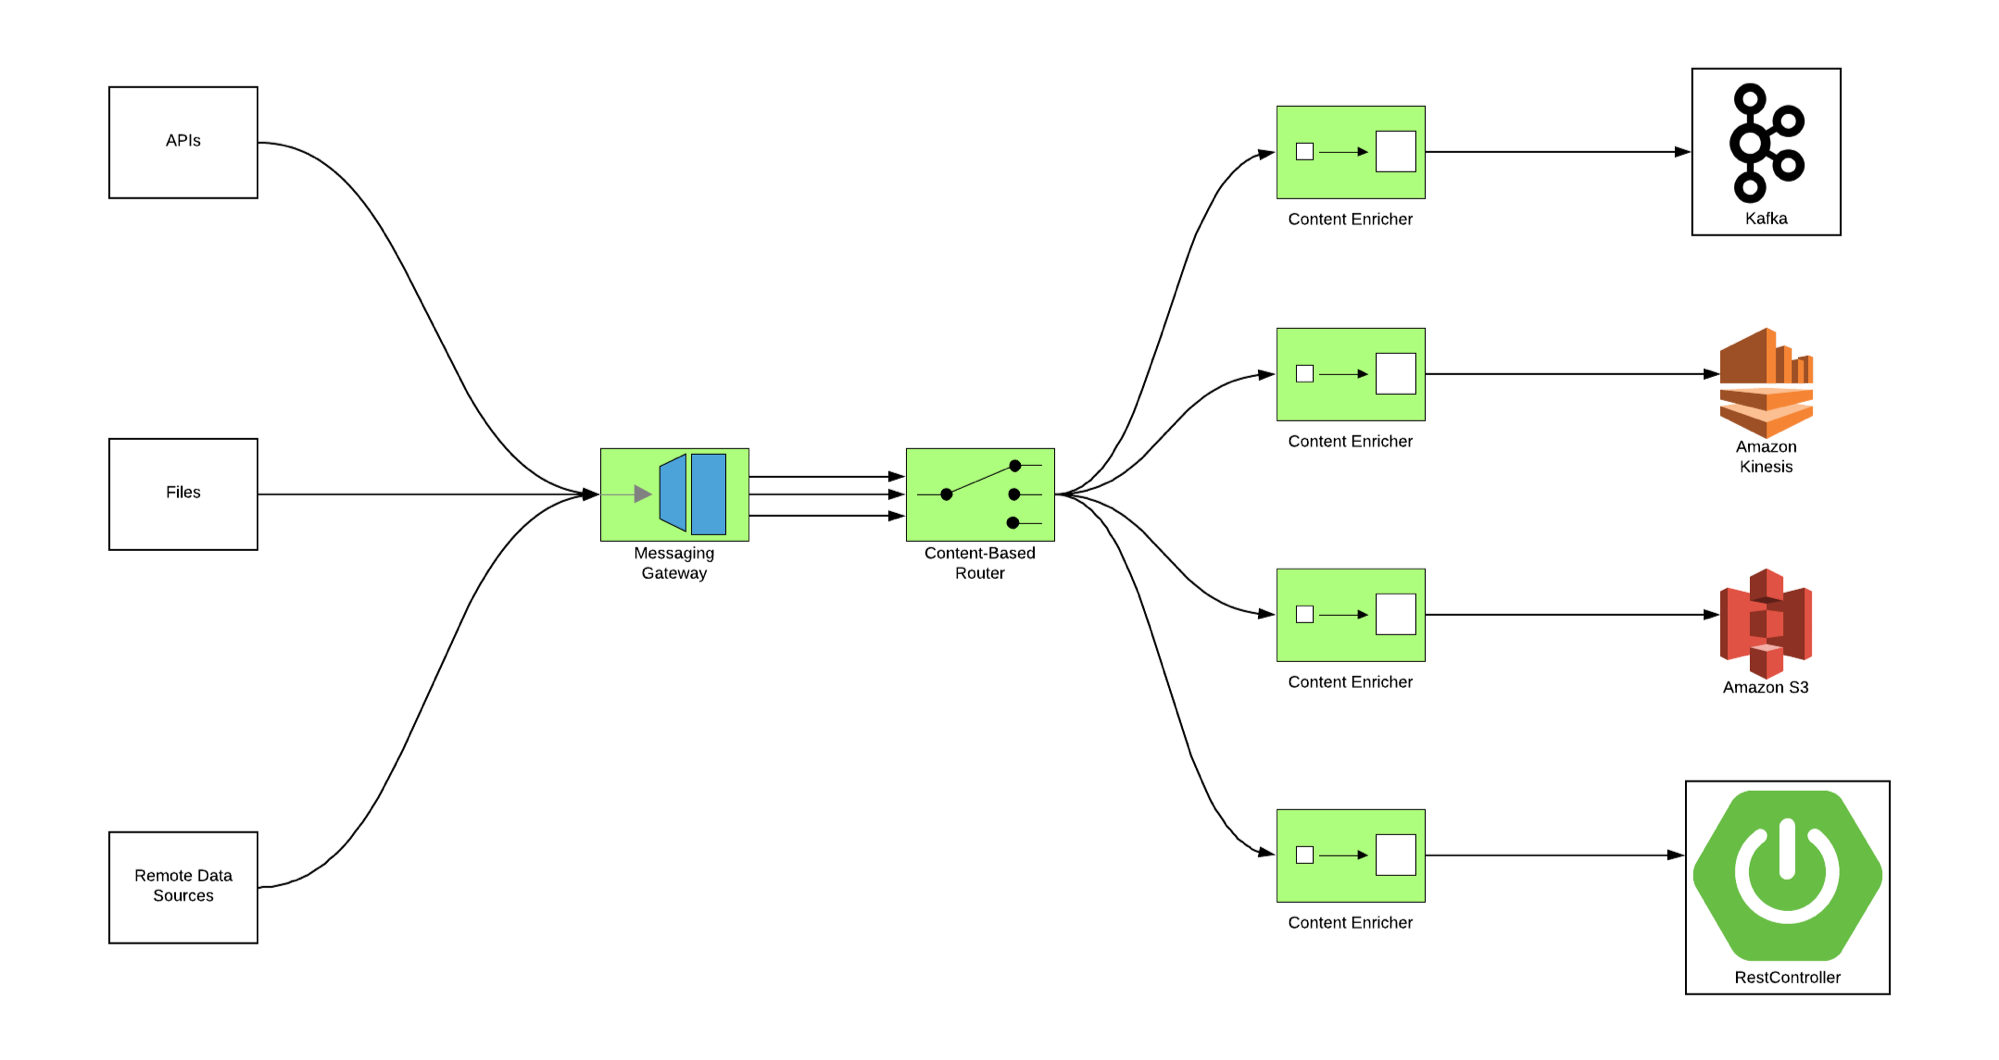 APIs
Files
Remote Data
Sources
Messaging
Gateway
Content-Based
Router
Content Enricher
Content Enricher
Content Enricher
Content Enricher
Kafka
Amazon
Kinesis
Amazon S3
RestController